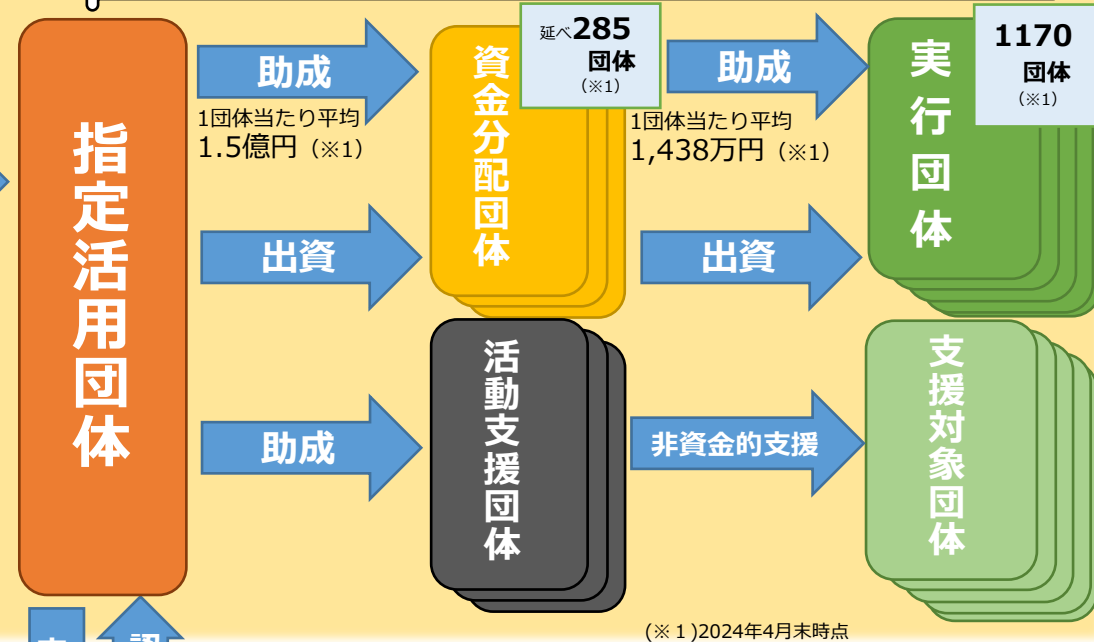 指定活用団体
助成
1団体当たり平均
1.5億円（※1）
出資
助成
資金分配団体
延べ285
団体
（※1）
活動支援団体
助成
1団体当たり平均
1,438万円（※1）
出資
非資金的支援
実行団体
1170
団体
（※1）
支援対象団体
(※１)2024年4月末時点